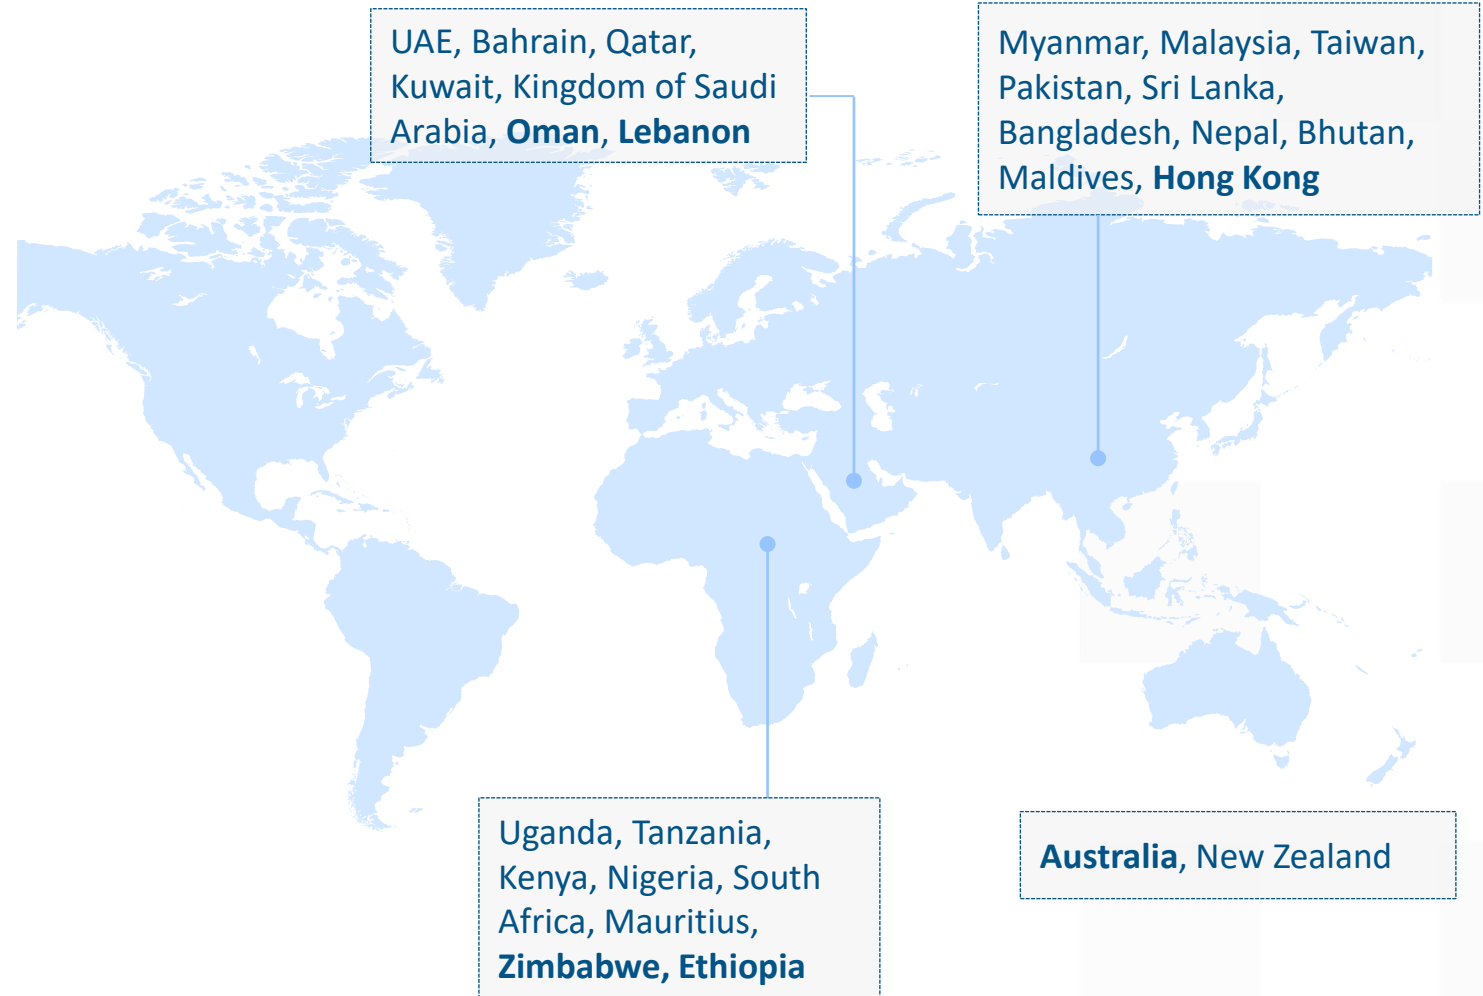 UAE, Bahrain, Qatar,
Kuwait, Kingdom of Saudi
Arabia, Oman, Lebanon
Myanmar, Malaysia, Taiwan,
Pakistan, Sri Lanka,
Bangladesh, Nepal, Bhutan,
Maldives, Hong Kong
Uganda, Tanzania,
Kenya, Nigeria, South
Africa, Mauritius,
Zimbabwe, Ethiopia
Australia, New Zealand